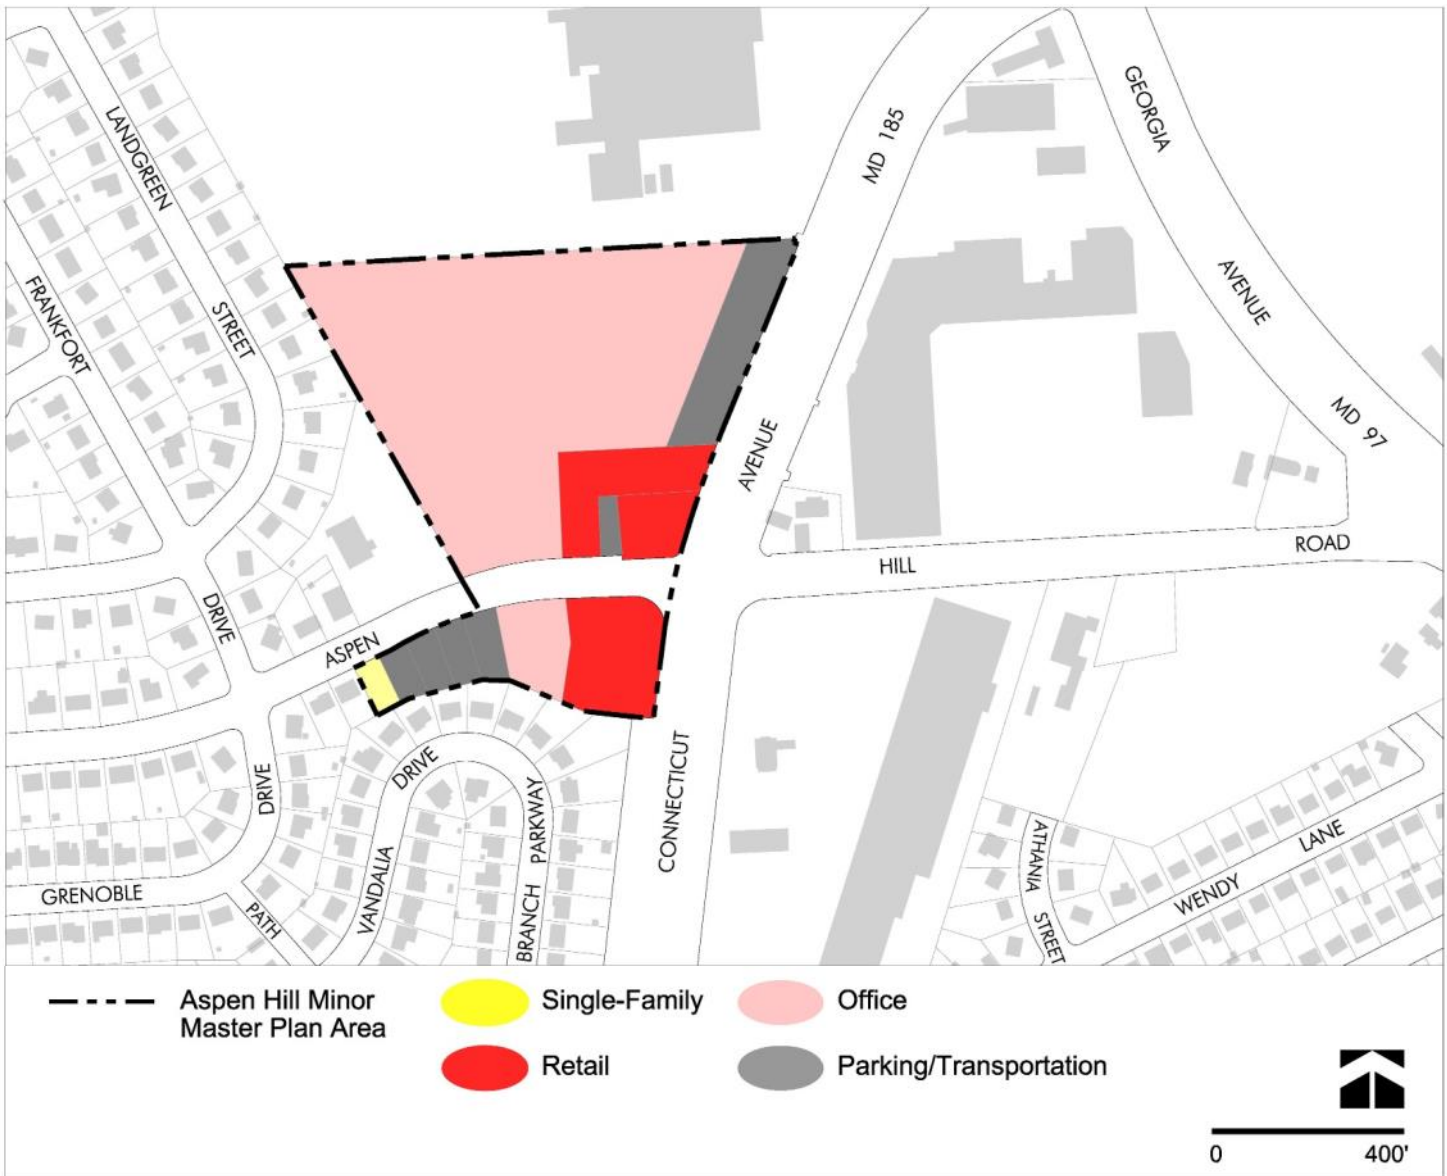 LANDGREEN
STREET
FRANKFORT
DRIVE
MD 185
GEORGIA
AVENUE
MD 97
AVENUE
ASPEN
HILL
ROAD
DRIVE
GRENOBLE
PATH
VANDALIA
DRIVE
BRANCH PARKWAY
CONNECTICUT
ATHANIA
STREET
WENDY
LANE
Aspen Hill Minor
Master Plan Area
Single-Family
Office
Retail
Parking/Transportation
0 400'